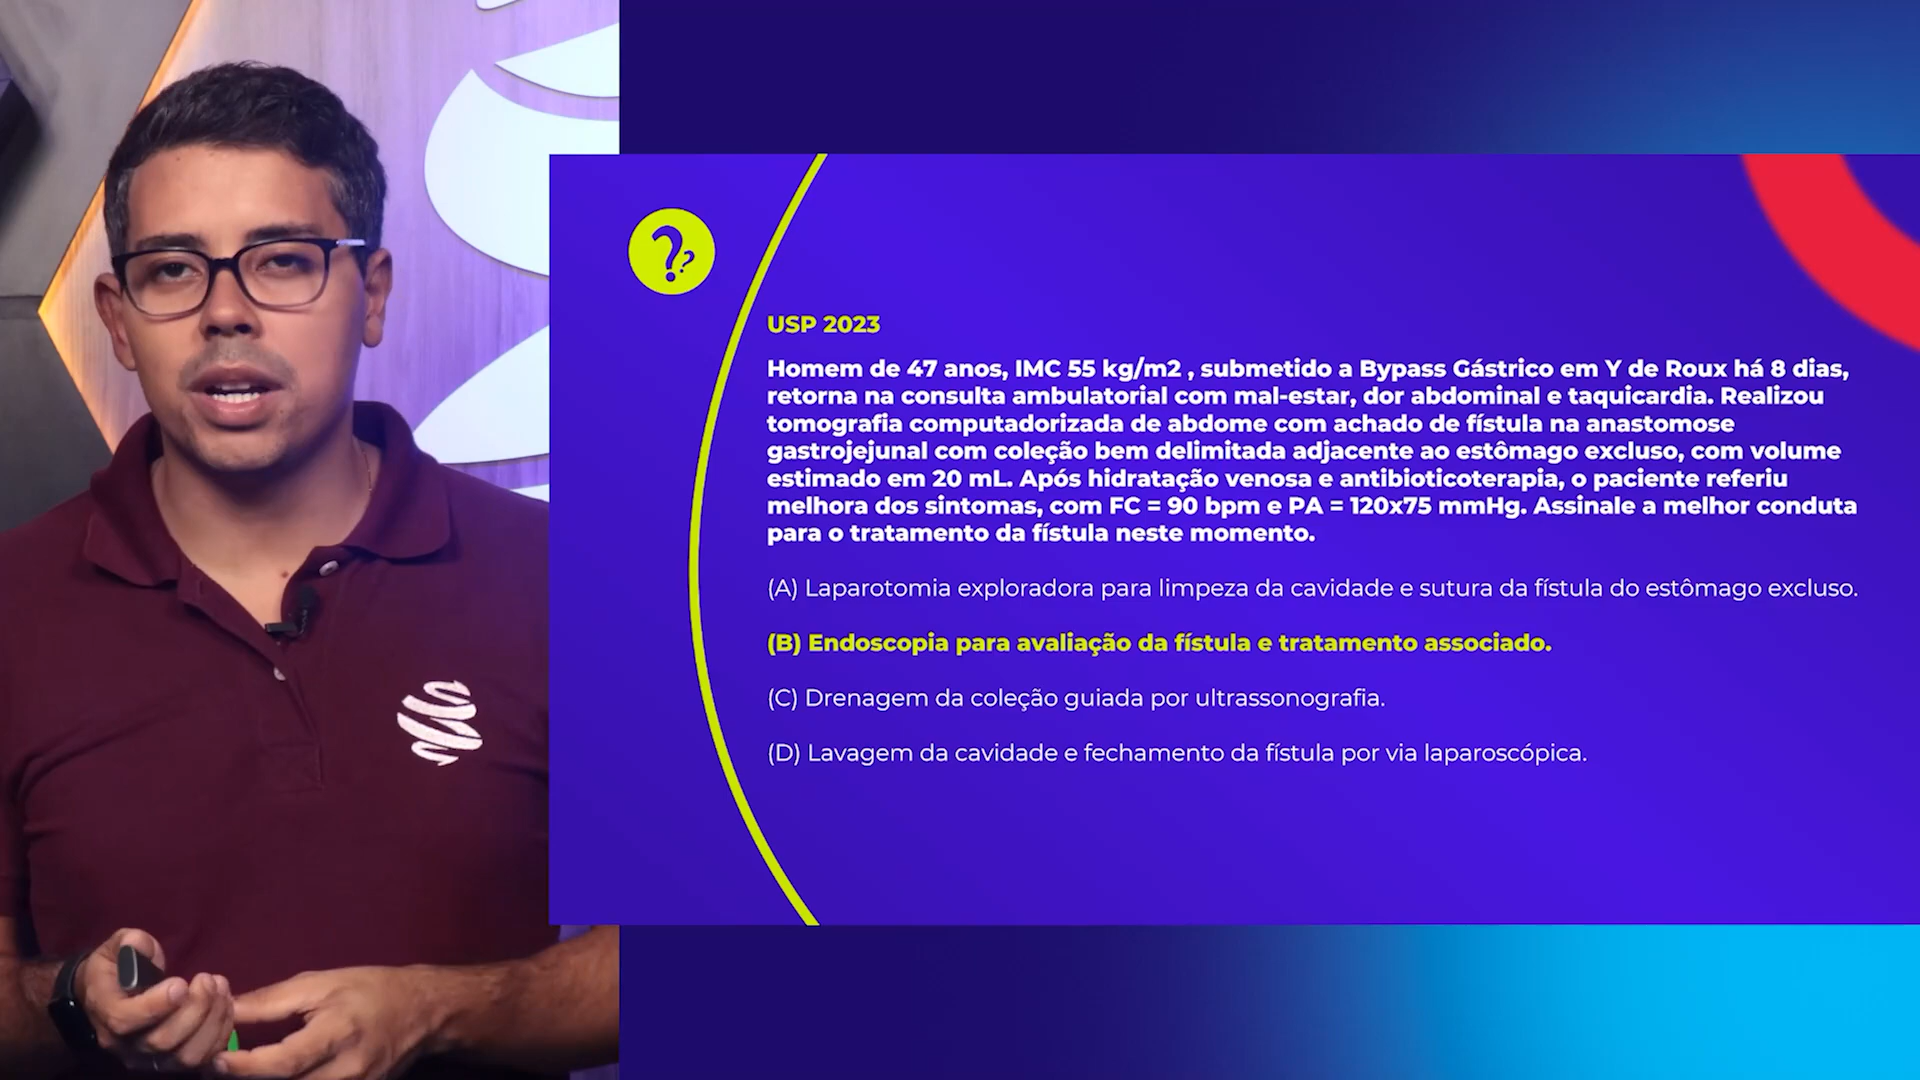 USP 2023
Homem de 47 anos, IMC 55 kg/m2 , submetido a Bypass Gástrico em Y de Roux há 8 dias,
retorna na consulta ambulatorial com mal-estar, dor abdominal e taquicardia. Realizou
tomografia computadorizada de abdome com achado de fístula na anastomose
gastrojejunal com coleção bem delimitada adjacente ao estômago excluso, com volume
estimado em 20 mL. Após hidratação venosa e antibioticoterapia, o paciente referiu
melhora dos sintomas, com FC = 90 bpm e PA = 120x75 mmHg. Assinale a melhor conduta
para o tratamento da fístula neste momento.
(A) Laparotomia exploradora para limpeza da cavidade e sutura da fístula do estômago excluso.
(B) Endoscopia para avaliação da fístula e tratamento associado.
(C) Drenagem da coleção guiada por ultrassonografia.
(D) Lavagem da cavidade e fechamento da fístula por via laparoscópica.